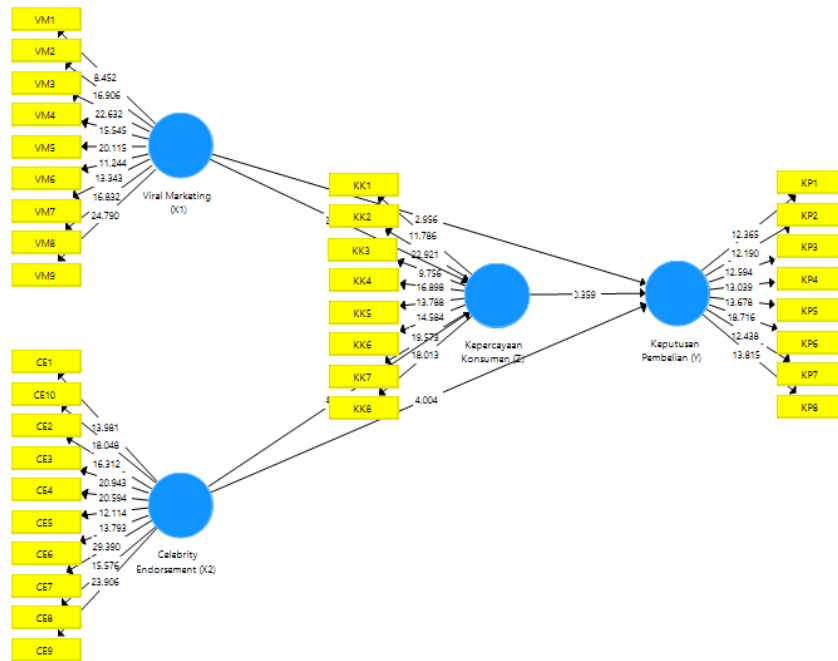 VM1
VM2
VM3
VM4
VM5
VM6
VM7
VM8
VM9
8.452
16.906
22.632
15.545
20.115
11.244
13.343
16.832
24.790
Viral Marketing
(X1)
CE1
CE10
CE2
CE3
CE4
CE5
CE6
CE7
CE8
CE9
13.981
18.048
16.312
20.943
20.594
12.114
13.793
29.390
15.576
23.906
Celebrity
Endorsement (X2)
KK1
KK2
KK3
KK4
KK5
KK6
KK7
KK8
11.786
22.921
9.756
16.898
13.788
14.584
19.573
18.013
Kepercayaan
Konsumen (Z)
2.956
0.359
4.004
Keputusan
Pembelian (Y)
12.365
12.190
12.594
13.039
13.678
18.716
12.438
13.815
KP1
KP2
KP3
KP4
KP5
KP6
KP7
KP8